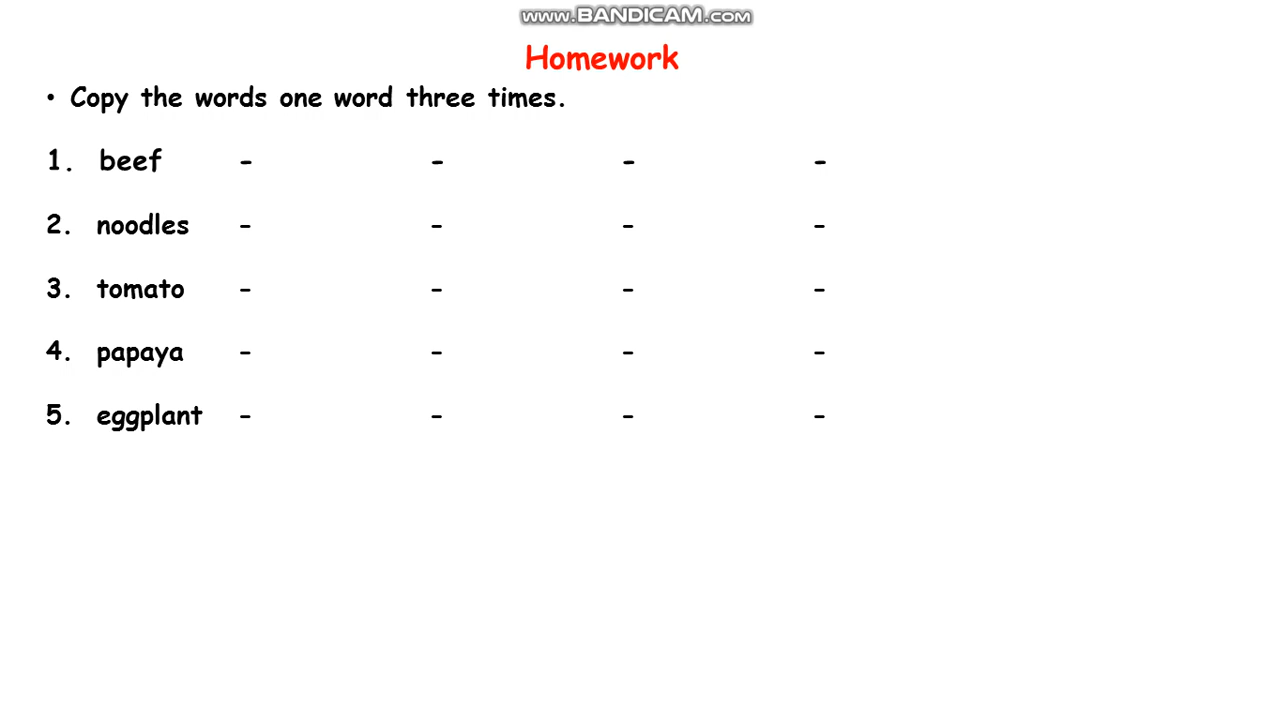 www.BANDICAM.com
Homework
• Copy the words one word three times.
1. beef - - - -
2. noodles - - - -
3. tomato - - - -
4. papaya - - - -
5. eggplant - - - -